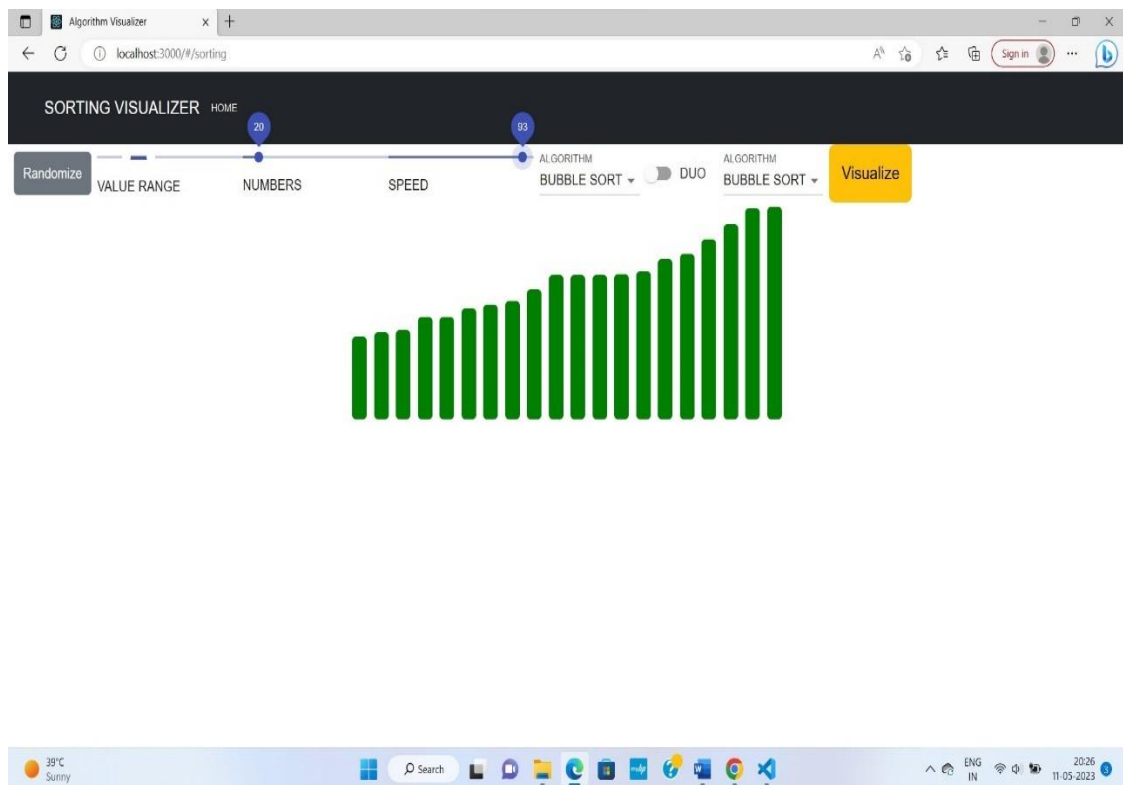 Algorithm Visualizer
localhost:3000/#/sorting
Sign in
SORTING VISUALIZER HOME
20
93
Randomize
VALUE RANGE
NUMBERS
SPEED
ALGORITHM
BUBBLE SORT
DUO
ALGORITHM
BUBBLE SORT
Visualize
39°C
Sunny
Search
ENG
IN
20:26
11-05-2023
3